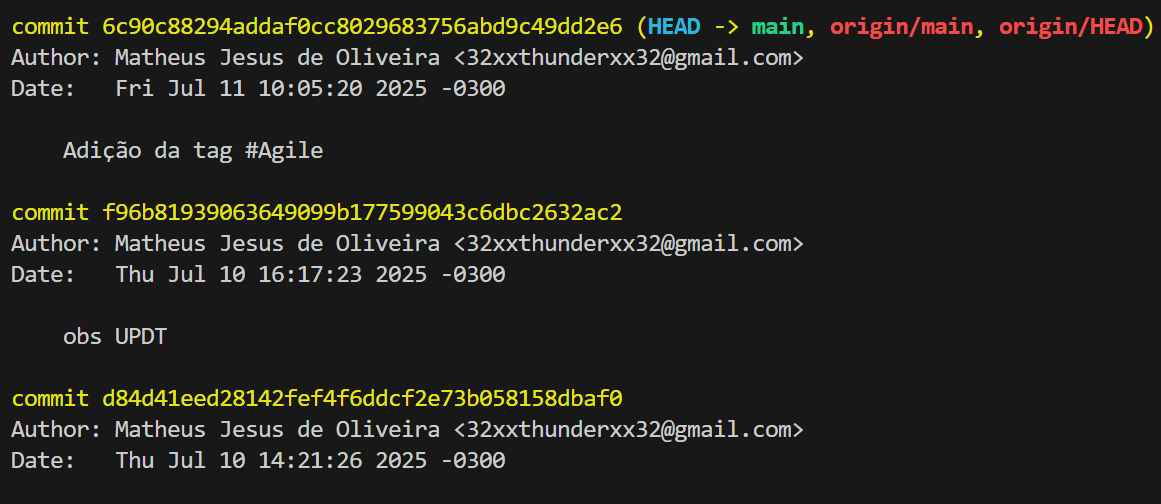 commit 6c90c88294addaf0cc8029683756abd9c49dd2e6 (HEAD -> main, origin/main, origin/HEAD)
Author: Matheus Jesus de Oliveira <32xxthunderxx32@gmail.com>
Date:   Fri Jul 11 10:05:20 2025 -0300
    Adição da tag #Agile
commit f96b81939063649099b177599043c6dbc2632ac2
Author: Matheus Jesus de Oliveira <32xxthunderxx32@gmail.com>
Date:   Thu Jul 10 16:17:23 2025 -0300
    obs UPDT
commit d84d41eed28142fef4f6ddcf2e73b058158dbaf0
Author: Matheus Jesus de Oliveira <32xxthunderxx32@gmail.com>
Date:   Thu Jul 10 14:21:26 2025 -0300